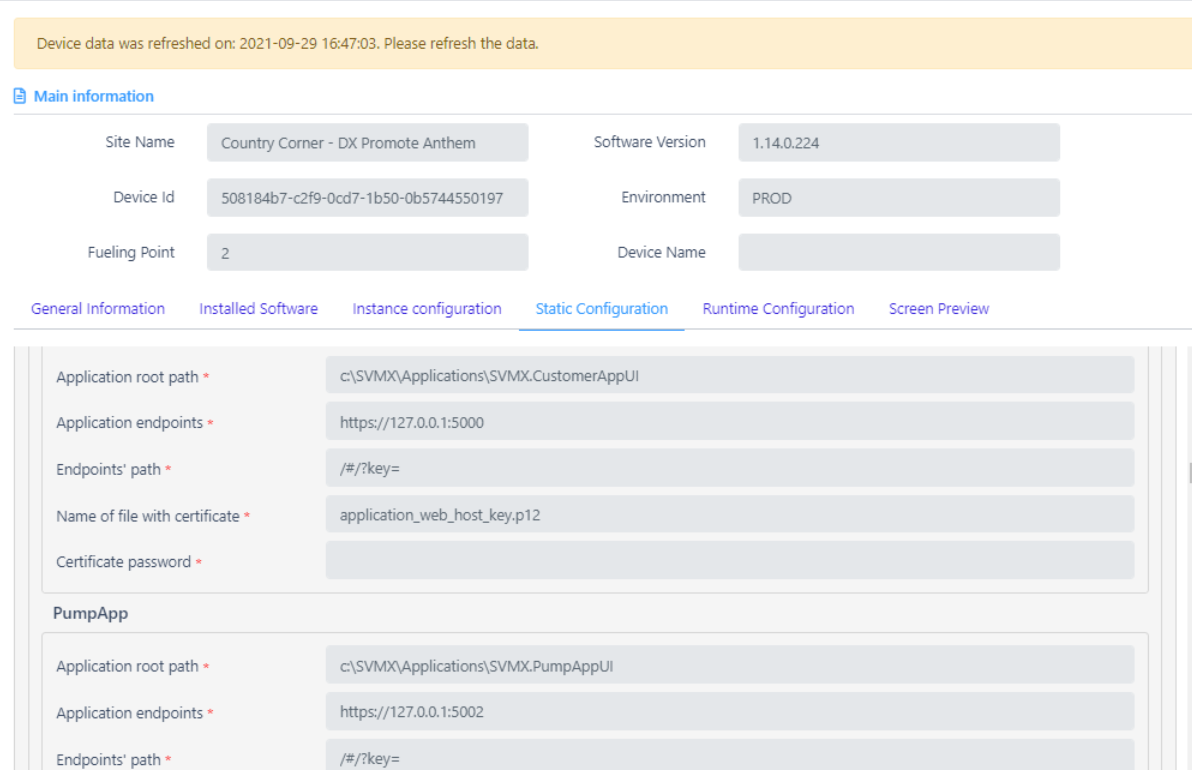 Device data was refreshed on: 2021-09-29 16:47:03. Please refresh the data.
Main information
Site Name Country Corner - DX Promote Anthem Software Version 1.14.0.224
Device Id 508184b7-c2f9-0cd7-1b50-0b5744550197 Environment PROD
Fueling Point 2 Device Name
General Information Installed Software Instance configuration Static Configuration Runtime Configuration Screen Preview
Application root path * c:\SVMX\Applications\SVMX.CustomerAppUI
Application endpoints * https://127.0.0.1:5000
Endpoints' path * /#/?key=
Name of file with certificate * application_web_host_key.p12
Certificate password *
PumpApp
Application root path * c:\SVMX\Applications\SVMX.PumpAppUI
Application endpoints * https://127.0.0.1:5002
Endpoints' path * /#/?key=